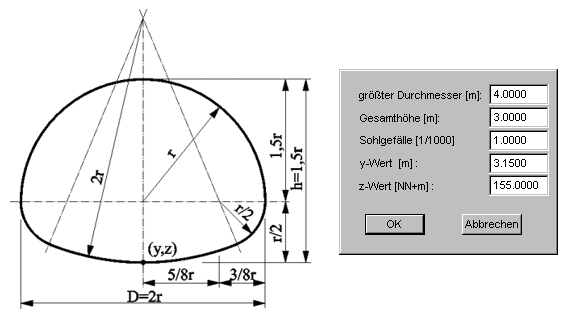 r
2r
r/2
1,5r
h=1,5r
r/2
(y,z)
5/8r
3/8r
D=2r
größter Durchmesser [m]: 4.0000
Gesamthöhe [m]: 3.0000
Sohlgefälle [1/1000] 1.0000
y-Wert [m] : 3.1500
z-Wert [NN+m] : 155.0000
OK
Abbrechen